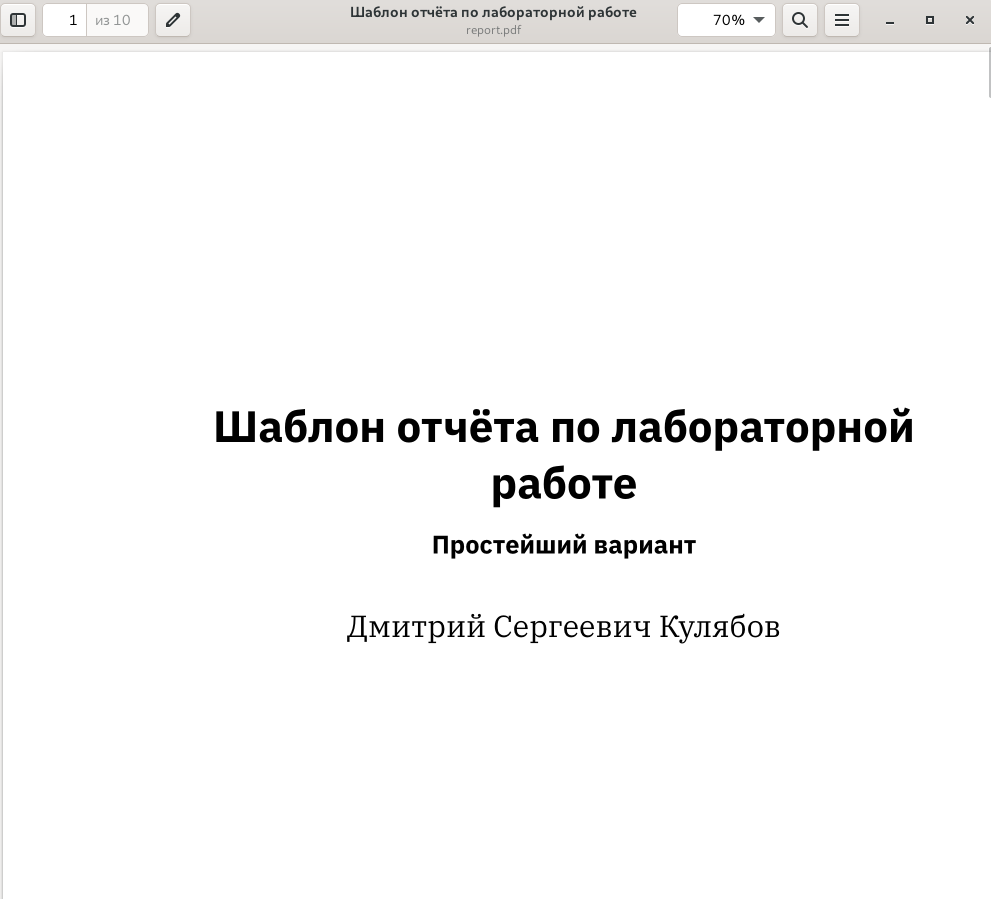 1 из 10 Шаблон отчёта по лабораторной работе 70%
report.pdf
Шаблон отчёта по лабораторной
работе
Простейший вариант
Дмитрий Сергеевич Кулябов